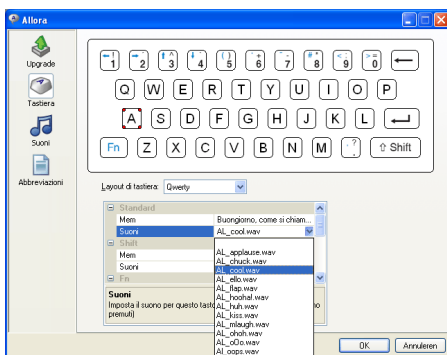 Allora
Upgrade
Tastiera
Suoni
Abbreviazioni
! 1 2 ^ 3 4 ( ) 5 + 6 - 7 # * 8 < : 9 > = 0
Q W E R T Y U I O P
A S D F G H J K L
Fn Z X C V B N M . ? ⇧ Shift
Layout di tastiera: Qwerty
Standard
Mem Buongiorno, come si chiam...
Suoni AL_cool.wav
Shift
Mem
Suoni
Fn
AL_applause.wav
AL_chuck.wav
AL_cool.wav
AL_ello.wav
AL_flap.wav
AL_hoohal.wav
AL_huh.wav
AL_kiss.wav
AL_mlaugh.wav
AL_ohoh.wav
AL_oOo.wav
AL_oops.wav
Suoni
Imposta il suono per questo tasto
premuti)
OK Annuleren